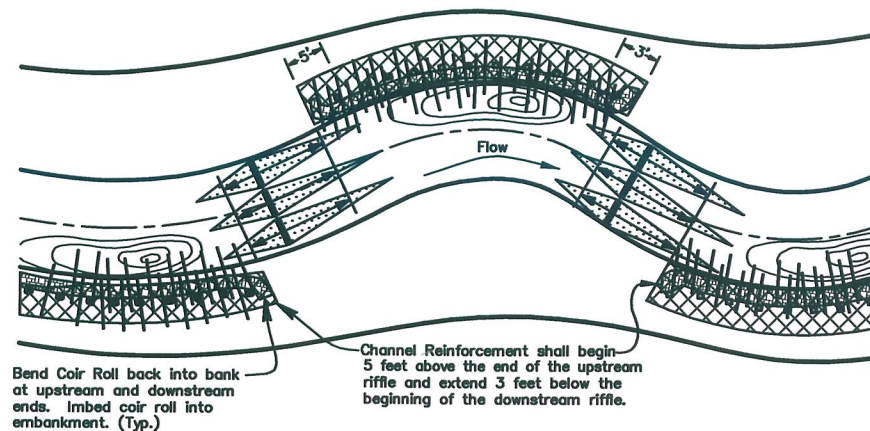 5'
3'
Flow
Bend Coir Roll back into bank
at upstream and downstream
ends. Imbed coir roll into
embankment. (Typ.)
Channel Reinforcement shall begin
5 feet above the end of the upstream
riffle and extend 3 feet below the
beginning of the downstream riffle.